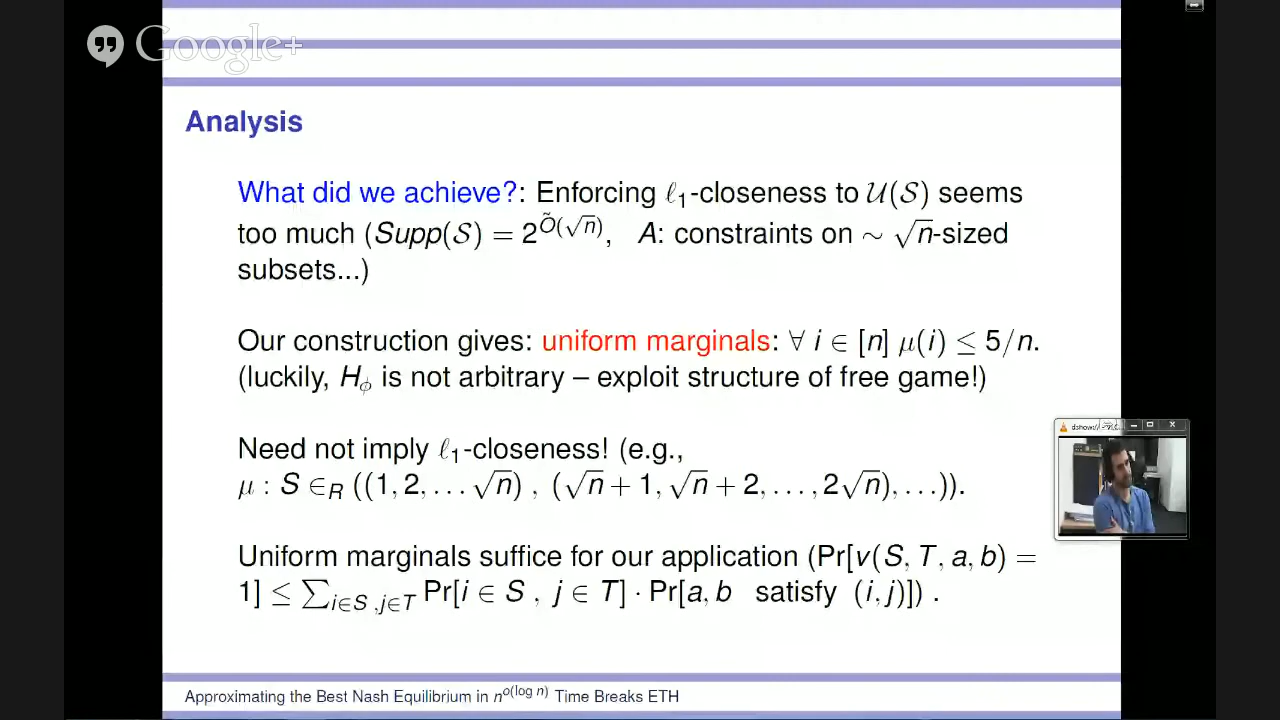 Google+
Analysis
What did we achieve?: Enforcing ℓ₁-closeness to 𝒰(𝒮) seems
too much (Supp(𝒮) = 2^{Õ(√n)}, A: constraints on ∼ √n-sized
subsets...)
Our construction gives: uniform marginals: ∀ i ∈ [n] μ(i) ≤ 5/n.
(luckily, H_ϕ is not arbitrary – exploit structure of free game!)
Need not imply ℓ₁-closeness! (e.g.,
μ : S ∈_R ((1, 2, … √n) , (√n + 1, √n + 2, …, 2√n), …)).
Uniform marginals suffice for our application (Pr[v(S, T, a, b) =
1] ≤ ∑_{i∈S ,j∈T} Pr[i ∈ S , j ∈ T] · Pr[a, b satisfy (i, j)]) .
Approximating the Best Nash Equilibrium in n^{o(log n)} Time Breaks ETH